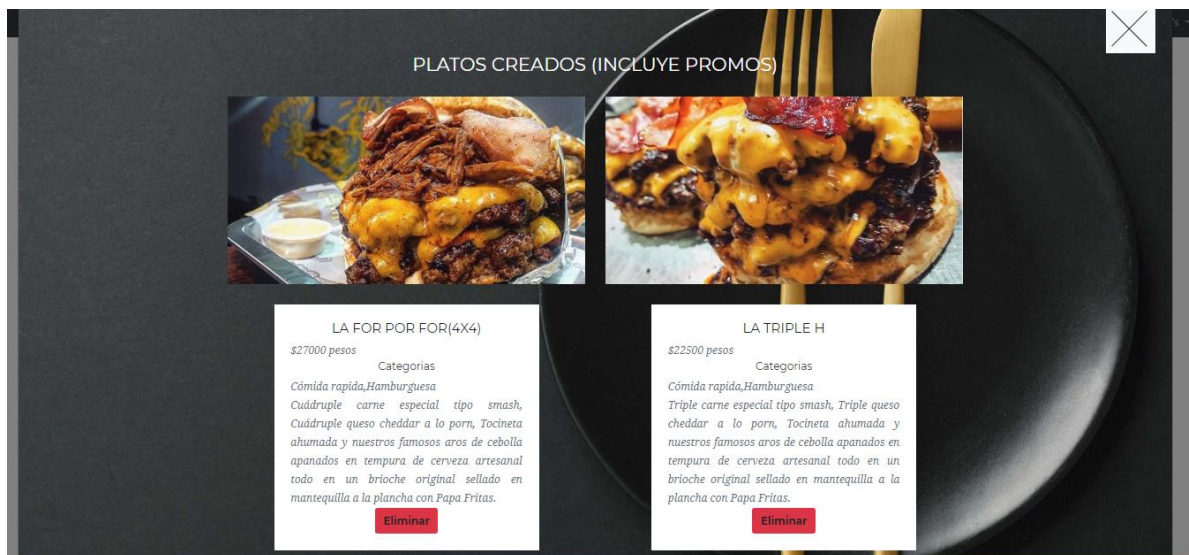 PLATOS CREADOS (INCLUYE PROMOS)
LA FOR POR FOR(4X4)
$27000 pesos
Categorias
Cómida rapida,Hamburguesa
Cuádruple carne especial tipo smash,
Cuádruple queso cheddar a lo porn, Tocineta
ahumada y nuestros famosos aros de cebolla
apanados en tempura de cerveza artesanal
todo en un brioche original sellado en
mantequilla a la plancha con Papa Fritas.
Eliminar
LA TRIPLE H
$22500 pesos
Categorias
Cómida rapida,Hamburguesa
Triple carne especial tipo smash, Triple queso
cheddar a lo porn, Tocineta ahumada y
nuestros famosos aros de cebolla apanados en
tempura de cerveza artesanal todo en un
brioche original sellado en mantequilla a la
plancha con Papa Fritas.
Eliminar